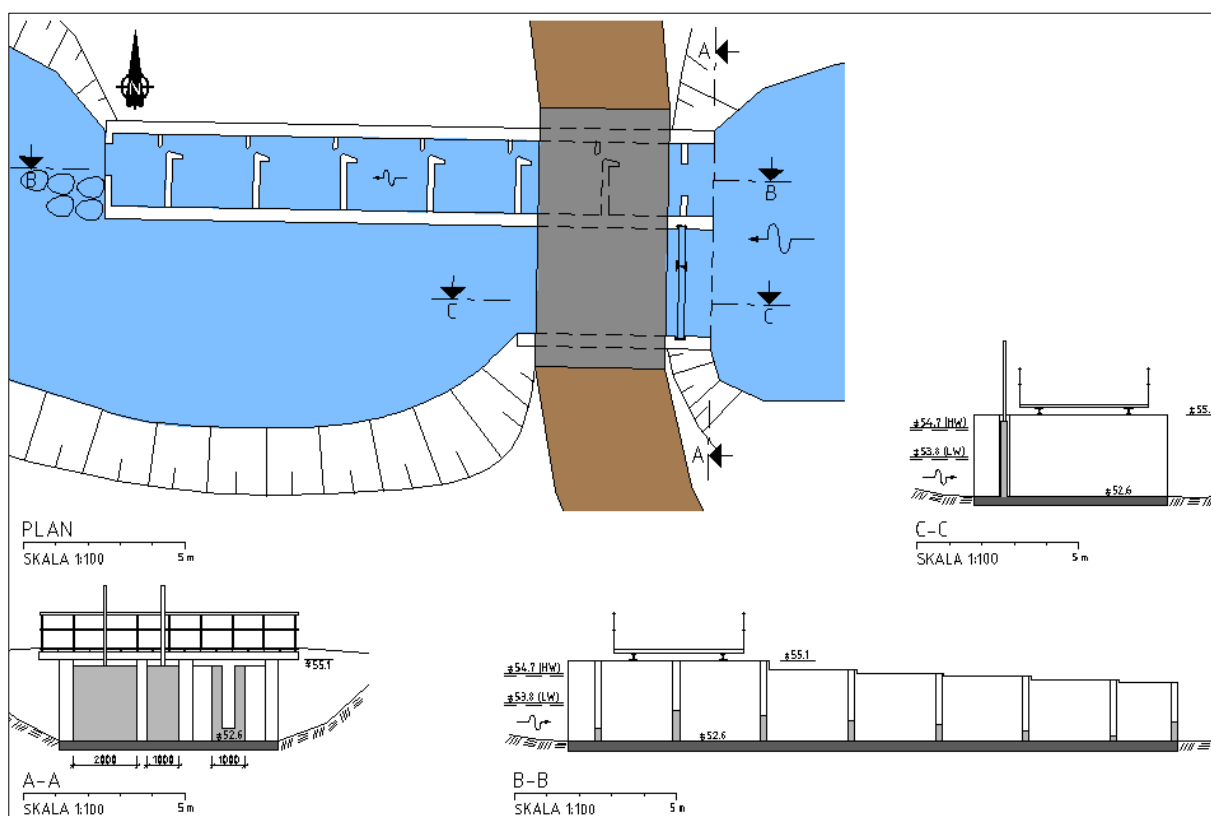 N
A
B
B
C
C
A
PLAN
SKALA 1:100 5 m
54.7 (HW)
53.8 (LW)
55.
52.6
C-C
SKALA 1:100 5 m
55.1
52.6
2000 1000 1000
A-A
SKALA 1:100 5 m
54.7 (HW)
53.8 (LW)
55.1
52.6
B-B
SKALA 1:100 5 m